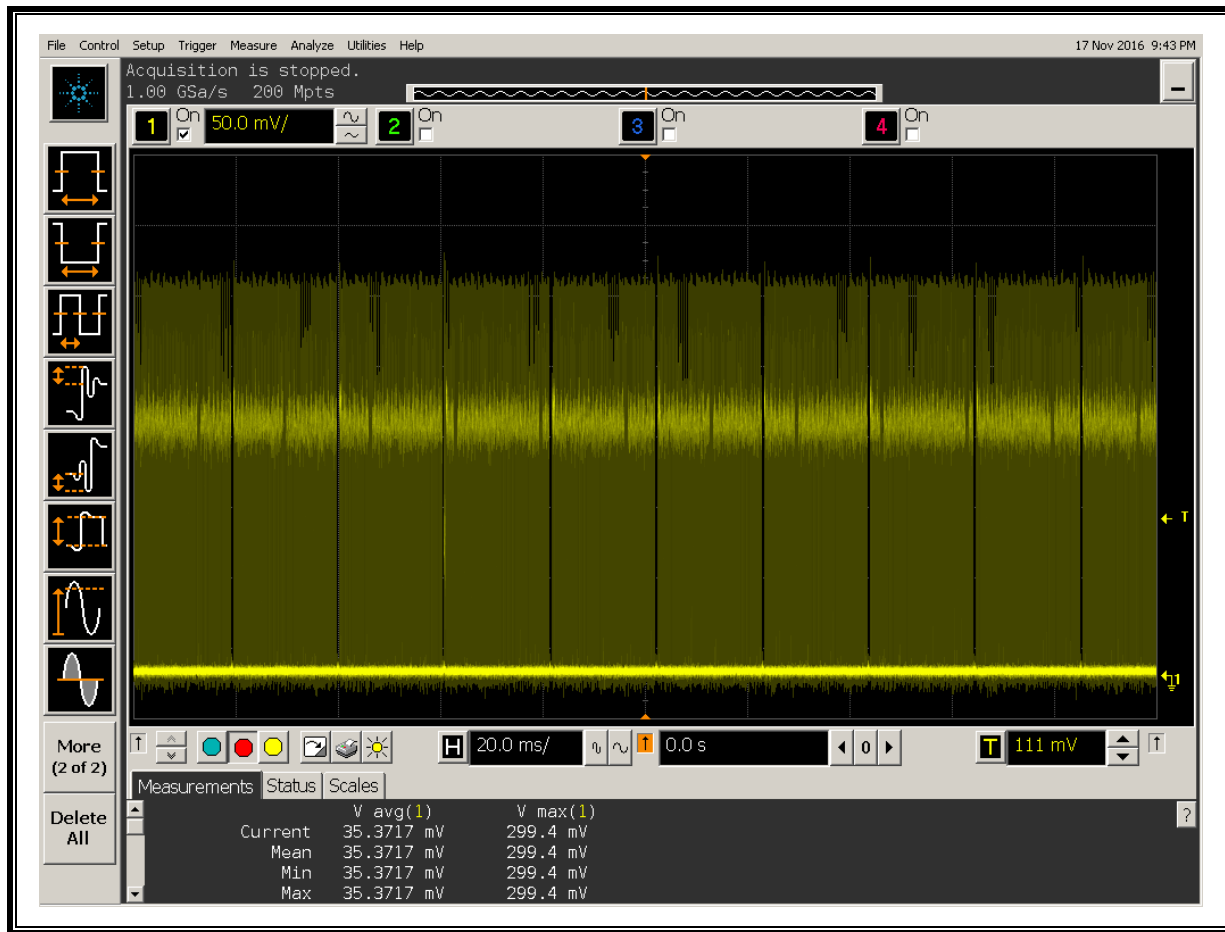 File Control Setup Trigger Measure Analyze Utilities Help 17 Nov 2016 9:43 PM
Acquisition is stopped.
1.00 GSa/s 200 Mpts
1 On 50.0 mV/ 2 On 3 On 4 On
T
1
More
(2 of 2)
Delete
All
H 20.0 ms/ 0.0 s 0 T 111 mV
Measurements Status Scales
V avg(1) V max(1)
?
Current 35.3717 mV 299.4 mV
Mean 35.3717 mV 299.4 mV
Min 35.3717 mV 299.4 mV
Max 35.3717 mV 299.4 mV